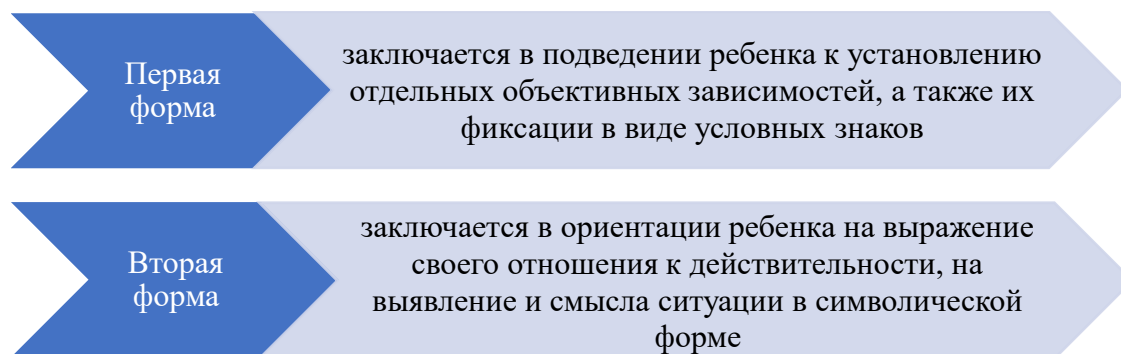 Первая
форма
заключается в подведении ребенка к установлению
отдельных объективных зависимостей, а также их
фиксации в виде условных знаков
Вторая
форма
заключается в ориентации ребенка на выражение
своего отношения к действительности, на
выявление и смысла ситуации в символической
форме